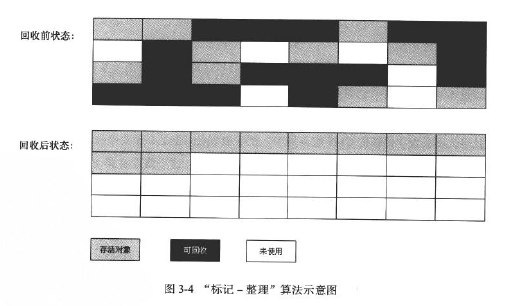 回收前状态:
回收后状态:
存活对象
可回收
未使用
图 3-4 “标记－整理”算法示意图